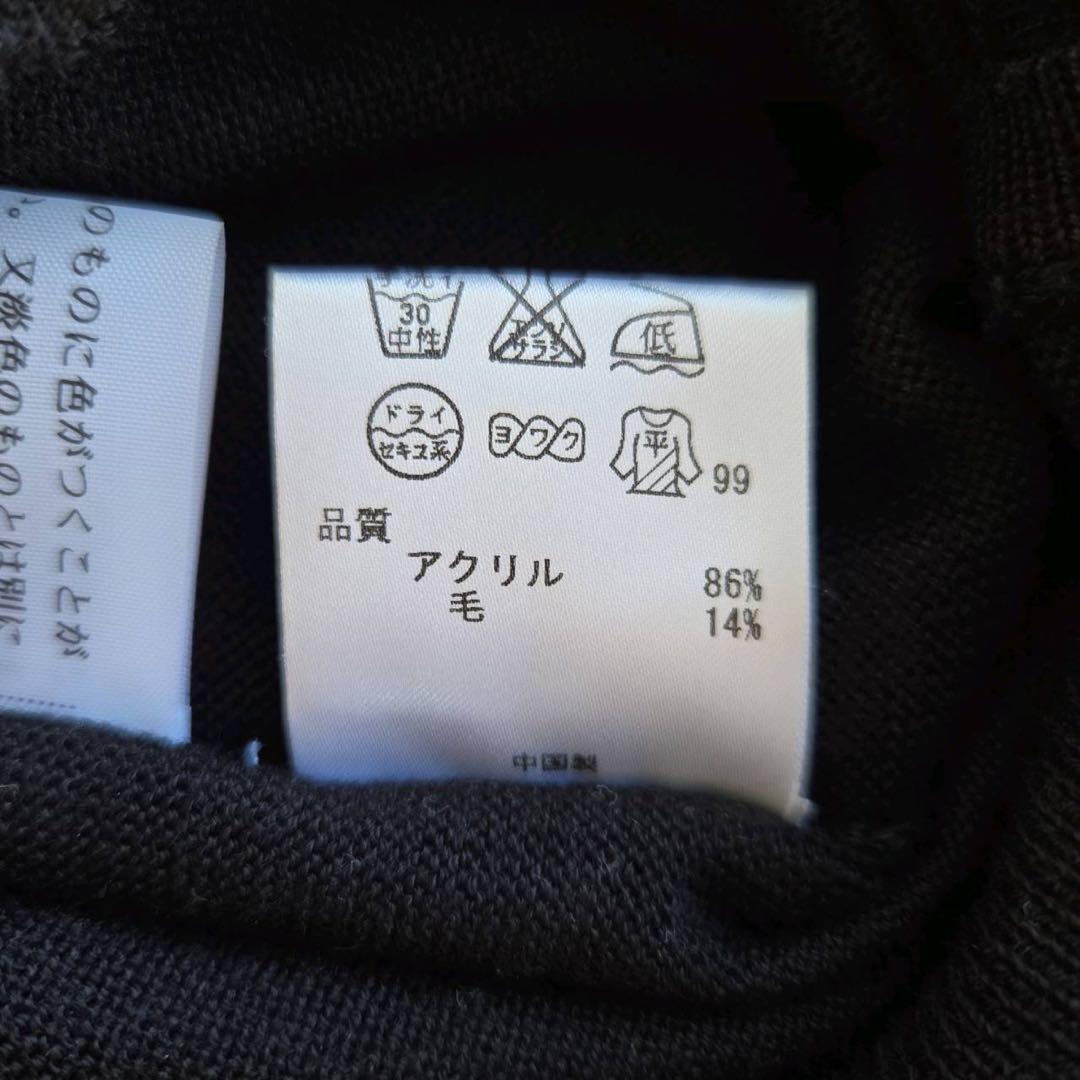 のものに色がつくことが
。又淡色のものとは別に
手洗イ
30
中性
エンソ
サラシ
低
ドライ
セキユ系
ヨワク
平
99
品質
アクリル 86%
毛 14%
中国製